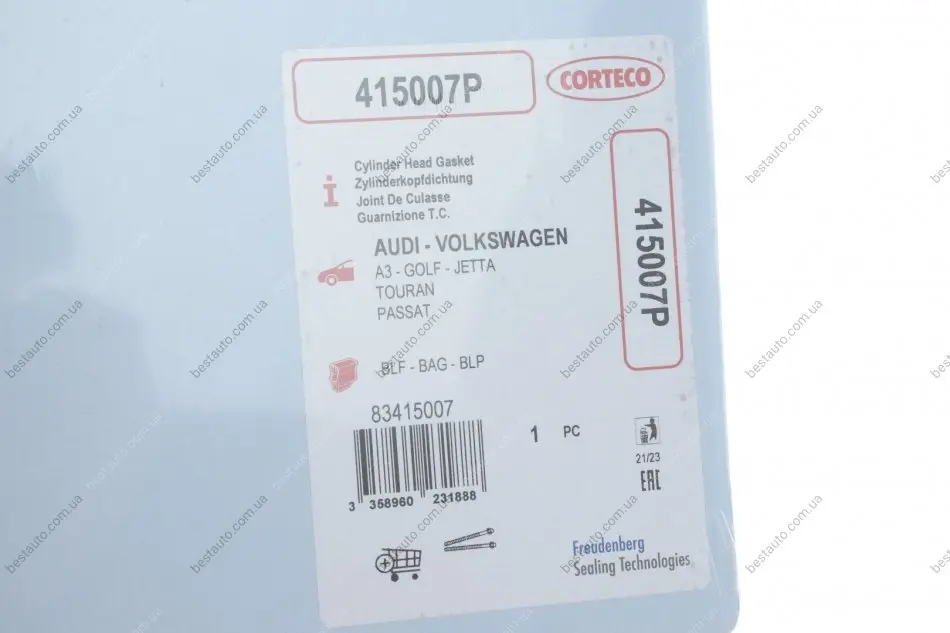 415007P
CORTECO
Cylinder Head Gasket
Zylinderkopfdichtung
Joint De Culasse
Guarnizione T.C.
415007P
AUDI - VOLKSWAGEN
A3 - GOLF - JETTA
TOURAN
PASSAT
BLF - BAG - BLP
83415007
1 PC
21/23
EAC
3 358960 231888
Freudenberg
Sealing Technologies
bestauto.com.ua